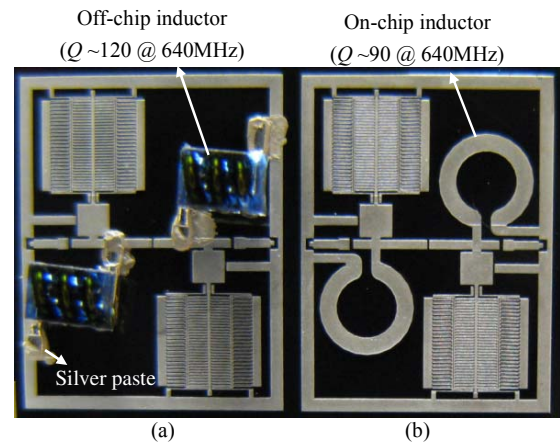 Off-chip inductor
(Q ~120 @ 640MHz)
On-chip inductor
(Q ~90 @ 640MHz)
Silver paste
(a)
(b)